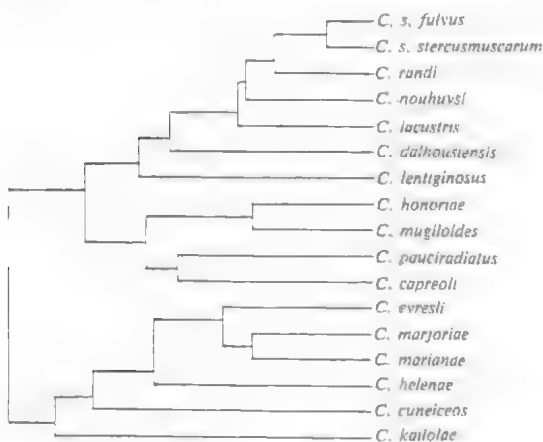 C. s. fulvus
C. s. stercusmuscarum
C. randi
C. nouhuysi
C. lacustris
C. dalhousiensis
C. lentiginosus
C. honoriae
C. mugiloides
C. pauciradiatus
C. capreoli
C. evresli
C. marjoriae
C. marianae
C. helenae
C. cuneiceps
C. kailolae